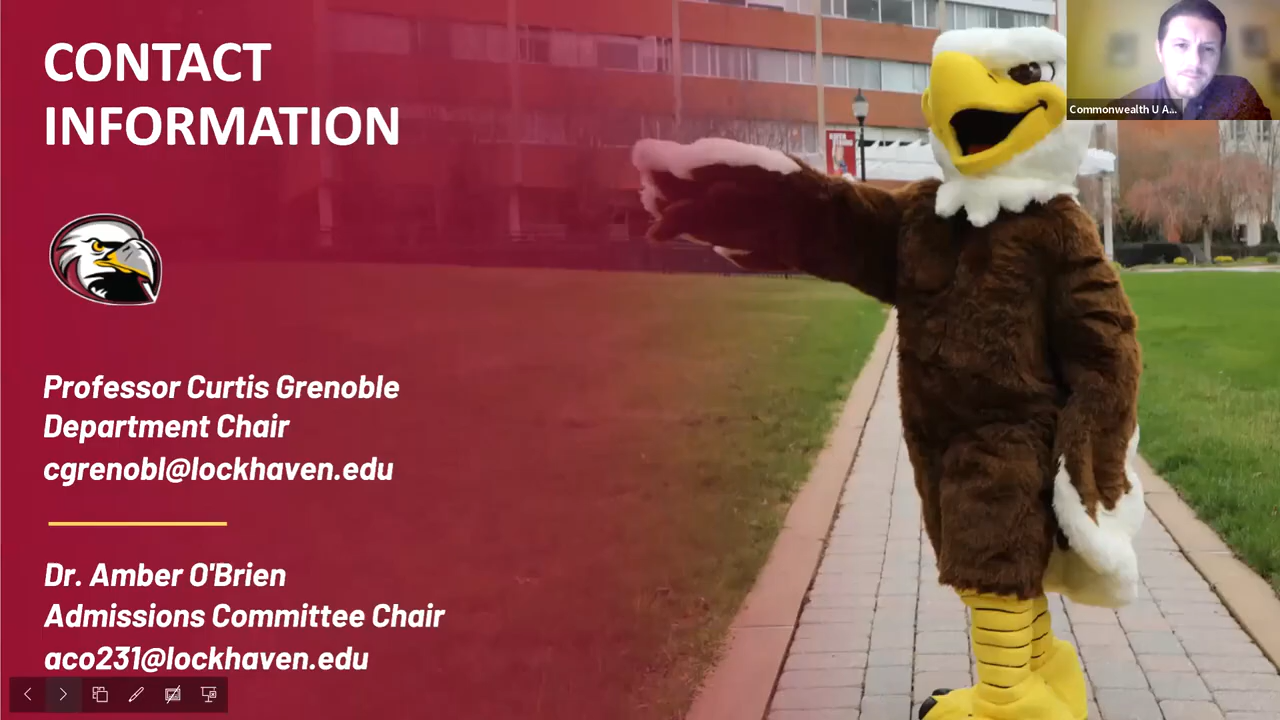 CONTACT
INFORMATION
Commonwealth U A...
Professor Curtis Grenoble
Department Chair
cgrenobl@lockhaven.edu
Dr. Amber O'Brien
Admissions Committee Chair
aco231@lockhaven.edu